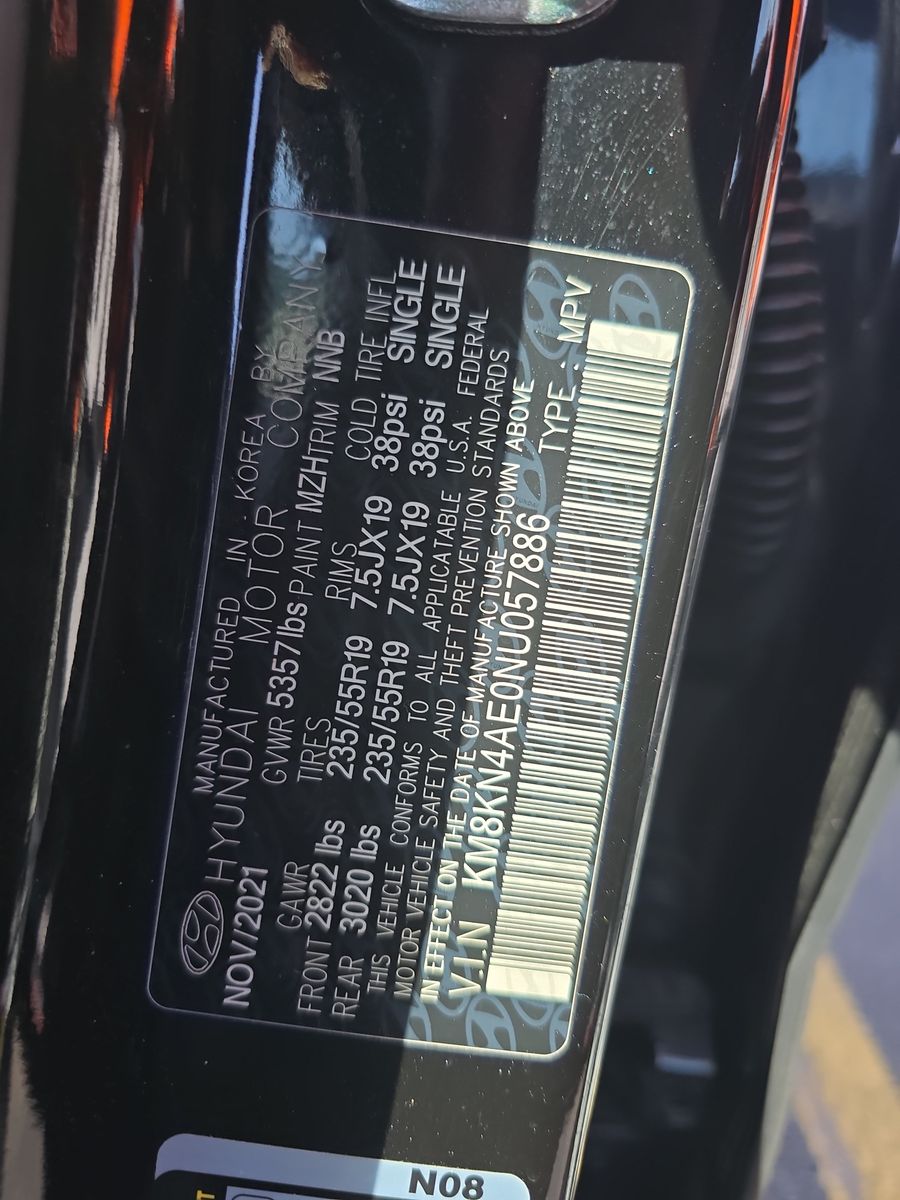 MANUFACTURED IN KOREA BY
HYUNDAI MOTOR COMPANY
NOV/2021 GVWR 5357lbs PAINT MZH TRIM NNB
GAWR TIRES RIMS COLD TIRE INFL
FRONT 2822 lbs 235/55R19 7.5JX19 38psi SINGLE
REAR 3020 lbs 235/55R19 7.5JX19 38psi SINGLE
THIS VEHICLE CONFORMS TO ALL APPLICATABLE U.S.A. FEDERAL
MOTOR VEHICLE SAFETY AND THEFT PREVENTION STANDARDS
IN EFFECT ON THE DATE OF MANUFACTURE SHOWN ABOVE
V.I.N KM8KN4AE0NU057886 TYPE : MPV
N08